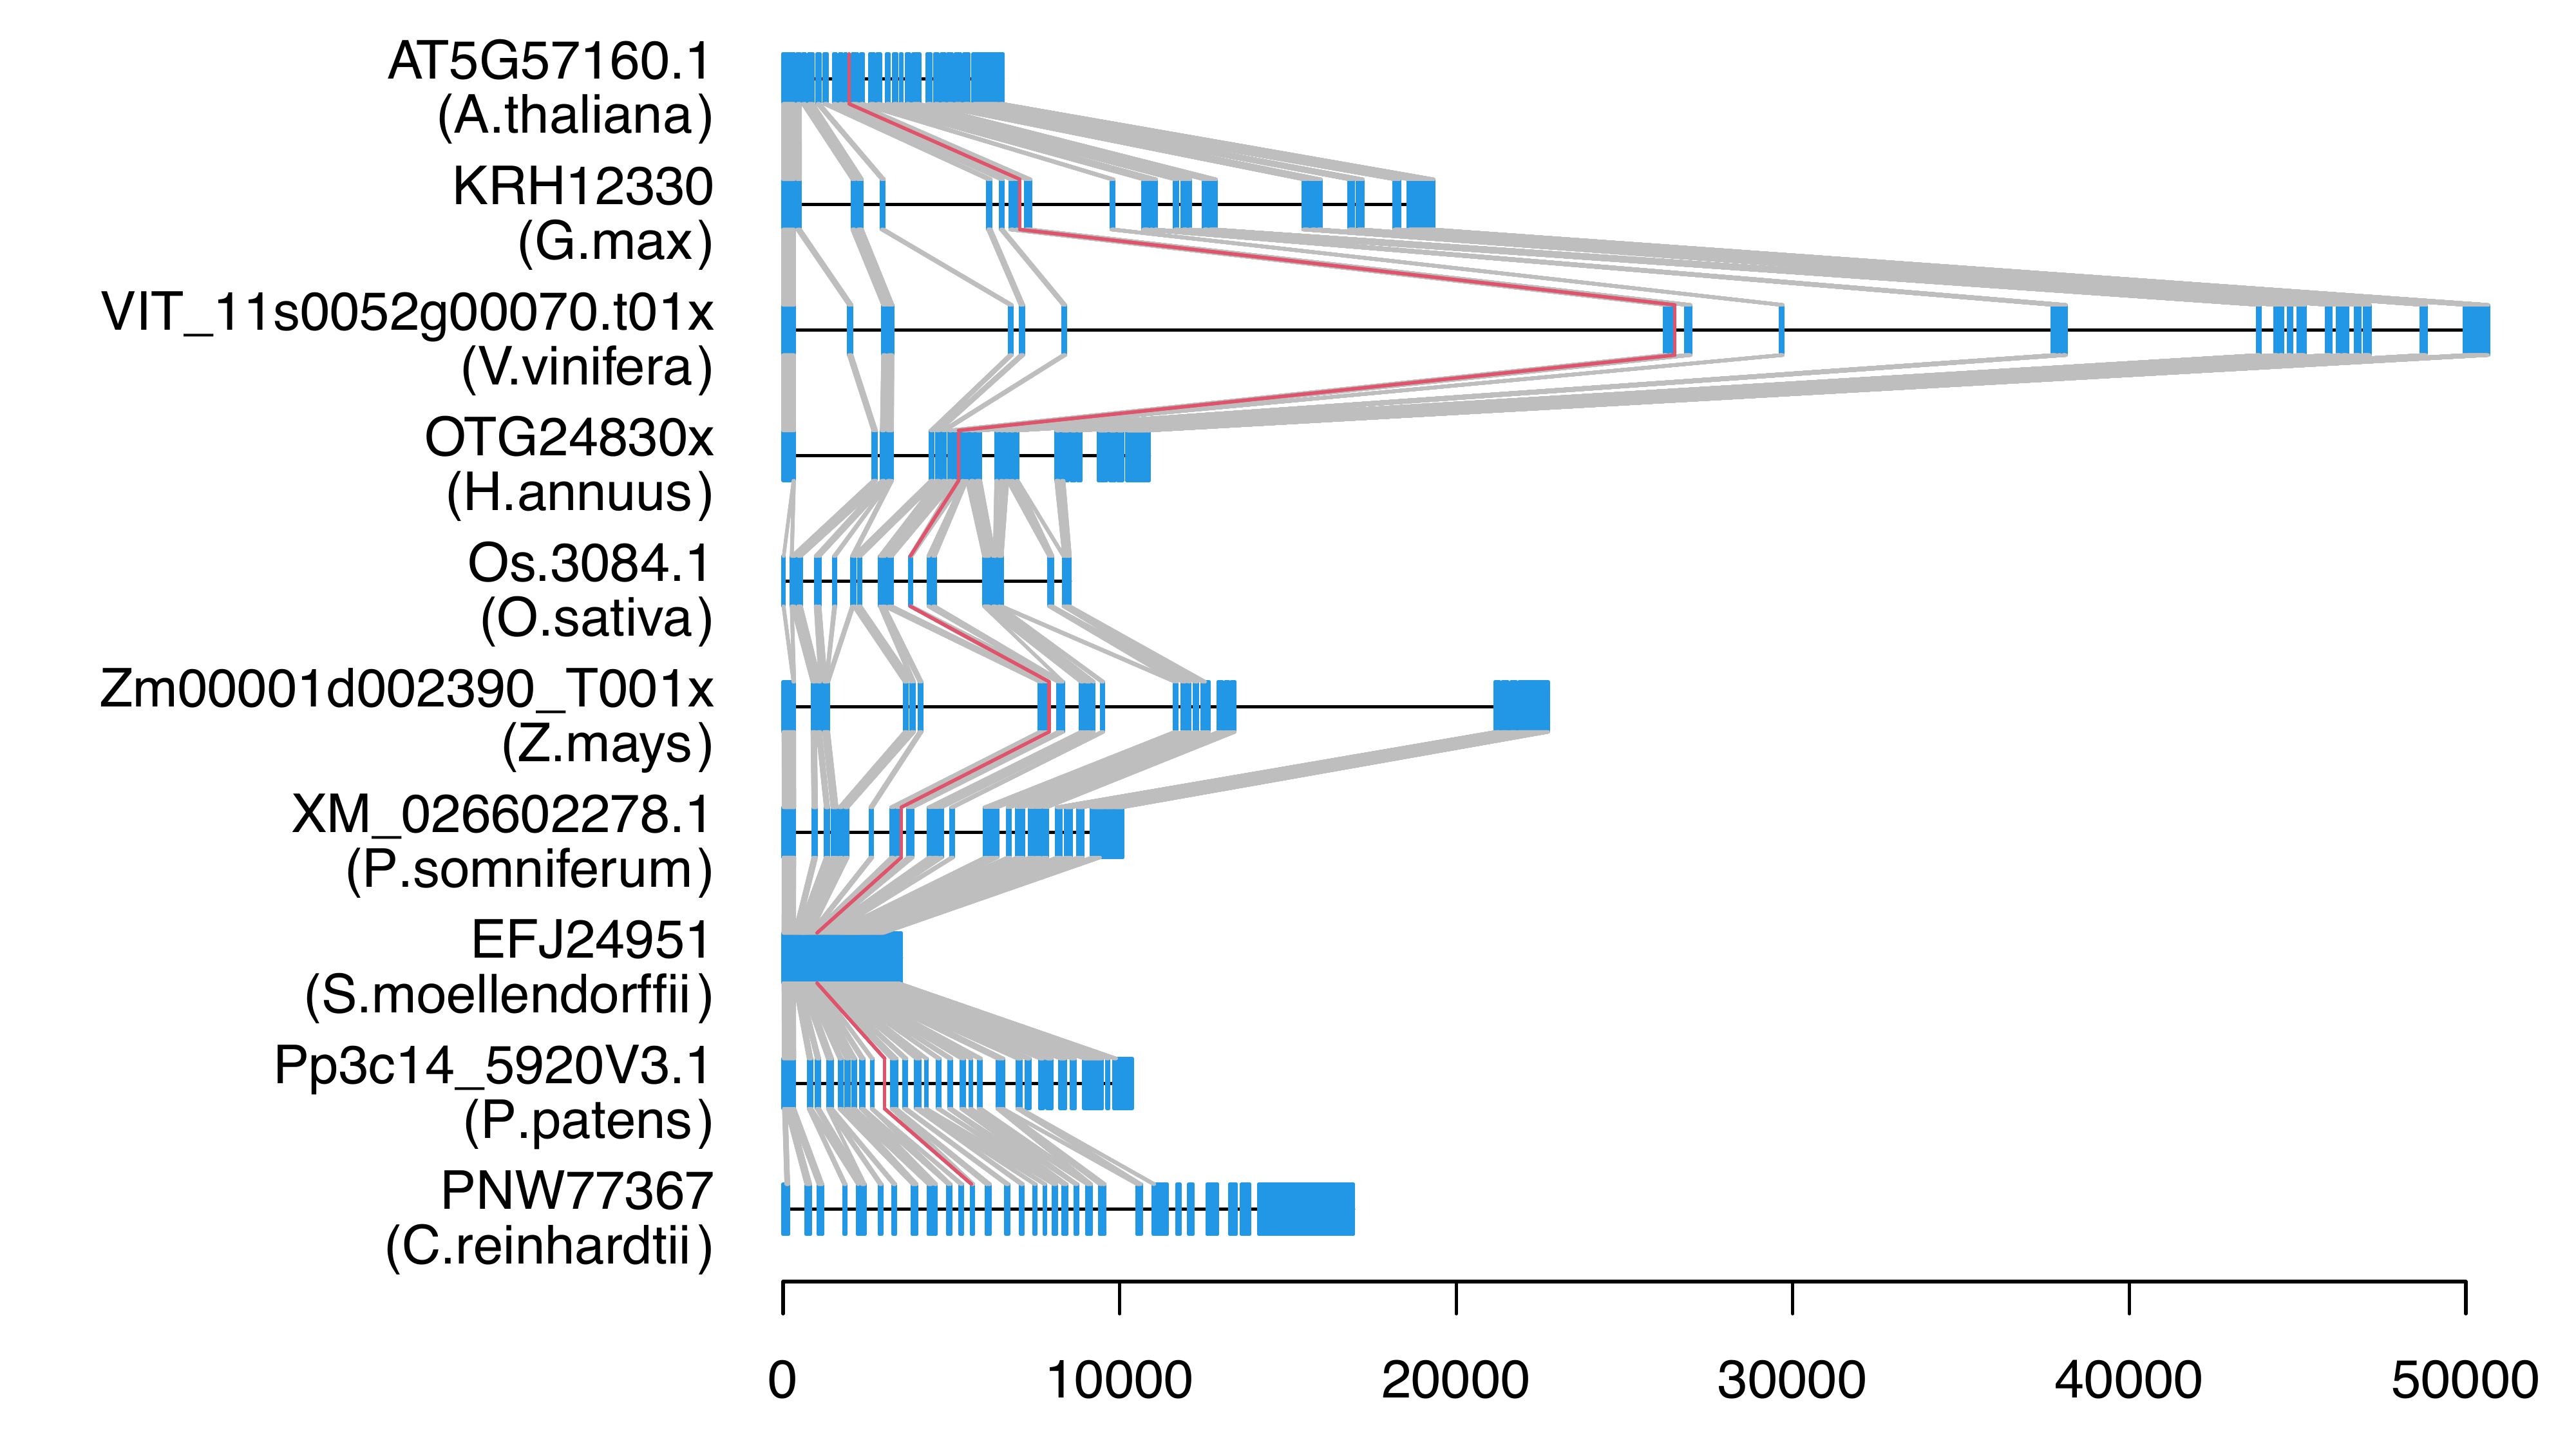 AT5G57160.1
(A.thaliana)
KRH12330
(G.max)
VIT_11s0052g00070.t01x
(V.vinifera)
OTG24830x
(H.annuus)
Os.3084.1
(O.sativa)
Zm00001d002390_T001x
(Z.mays)
XM_026602278.1
(P.somniferum)
EFJ24951
(S.moellendorffii)
Pp3c14_5920V3.1
(P.patens)
PNW77367
(C.reinhardtii)
0 10000 20000 30000 40000 50000